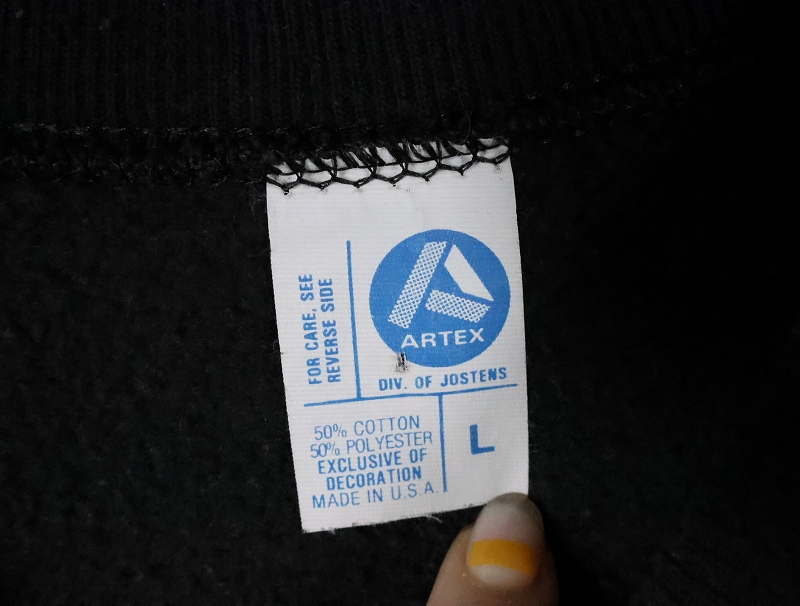 FOR CARE, SEE
REVERSE SIDE
ARTEX
DIV. OF JOSTENS
50% COTTON
50% POLYESTER
EXCLUSIVE OF
DECORATION
MADE IN U.S.A.
L